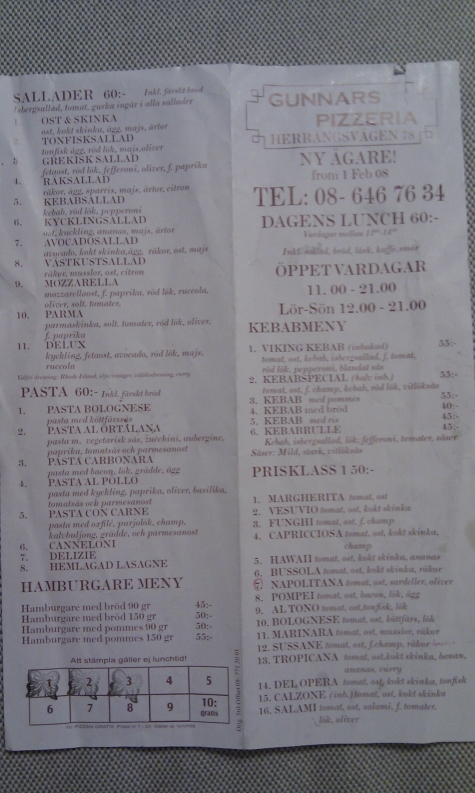 SALLADER 60:- Inkl. färskt bröd
Isbergssallad, tomat, gurka ingår i alla sallader
OST & SKINKA
ost, kokt skinka, ägg, majs, ärtor
2. TONFISKSALLAD
tonfisk ägg, röd lök, majs,oliver
3. GREKISK SALLAD
fetaost, röd lök, fefferoni, oliver, f. paprika
4. RÄKSALLAD
räkor, ägg, sparris, majs, ärtor, citron
5. KEBABSALLAD
kebab, röd lök, pepperoni
6. KYCKLINGSALLAD
ost, kyckling, ananas, majs, ärtor
7. AVOCADOSALLAD
avocado, kokt skinka,ägg, räkor, ost, majs
8. VÄSTKUSTSALLAD
räkor, musslor, ost, citron
9. MOZZARELLA
mozzarellaost, f. paprika, röd lök, ruccola,
oliver, solt. tomater,
10. PARMA
parmaskinka, solt. tomater, röd lök, oliver,
f. paprika
11. DELUX
kyckling, fetaost, avocado, röd lök, majs,
ruccola
PASTA 60:- Inkl. färskt bröd
1. PASTA BOLOGNESE
pasta med köttfärssås
2. PASTA AL ÖRTALANA
pasta m. vegetarisk sås, zucchini, aubergine,
paprika, tomatsås och parmesanost
3. PASTA CARBONARA
pasta med bacon, lök, grädde, ägg
4. PASTA AL POLLO
pasta med kyckling, paprika, oliver, basilika,
tomatsås och parmesanost
5. PASTA CON CARNE
pasta med oxfilé, purjolök, champ,
kalvbuljong, grädde, och parmesanost
6. CANNELONI
7. DELIZIE
8. HEMLAGAD LASAGNE
HAMBURGARE MENY
Hamburgare med bröd 90 gr 45:-
Hamburgare med bröd 150 gr 50:-
Hamburgare med pommes 90 gr 50:-
Hamburgare med pommes 150 gr 55:-
Att stämpla gäller ej lunchtid!
1 2 3 4 5
6 7 8 9 10:
gratis
GUNNARS
PIZZERIA
HERRÄNGSVÄGEN 78
NY ÄGARE!
from 1 Feb 08
TEL: 08- 646 76 34
DAGENS LUNCH 60:-
Vardagar mellan 11⁰⁰-14⁰⁰
Inkl. sallad, bröd, läsk, kaffe, smör
ÖPPET VARDAGAR
11. 00 - 21.00
Lör-Sön 12.00 - 21.00
KEBABMENY
1. VIKING KEBAB (inbakad) 55:-
tomat, ost, kebab, isbergsallad, f. tomat,
röd lök, pepperoni, blandad sås
2. KEBABSPECIAL (halv. inb.) 55:-
tomat, ost, f. champ, kebab, röd lök, vitlöksås
3. KEBAB med pommes 55:-
4. KEBAB med bröd 40:-
5. KEBAB med ris 45:-
6. KEBABRULLE 45:-
Kebab, isbergsallad, lök, fefferoni, tomater, såser
Såser: Mild, stark, vitlöksås
PRISKLASS 1 50:-
1. MARGHERITA tomat, ost
2. VESUVIO tomat, ost, kokt skinka
3. FUNGHI tomat, ost, f. champ
4. CAPRICCIOSA tomat, ost, kokt skinka,
champ
5. HAWAII tomat, ost, kokt skinka, ananas
6. BUSSOLA tomat, ost, kokt skinka, räkor
7. NAPOLITANA tomat, ost, sardeller, oliver
8. POMPEI tomat, ost, bacon, lök, ägg
9. AL TONO tomat, ost,tonfisk, lök
10. BOLOGNESE tomat, ost, köttfärs, lök
11. MARINARA tomat, ost, musslor, räkor
12. SUSSANE tomat, ost, f.champ, räkor
13. TROPICANA tomat, ost,kokt skinka, banan,
ananas, curry
14. DEL OPERA tomat, ost, kokt skinka, tonfisk
15. CALZONE (inb.)tomat, ost, kokt skinka
16. SALAMI tomat, ost, salami, f. tomater,
lök, oliver